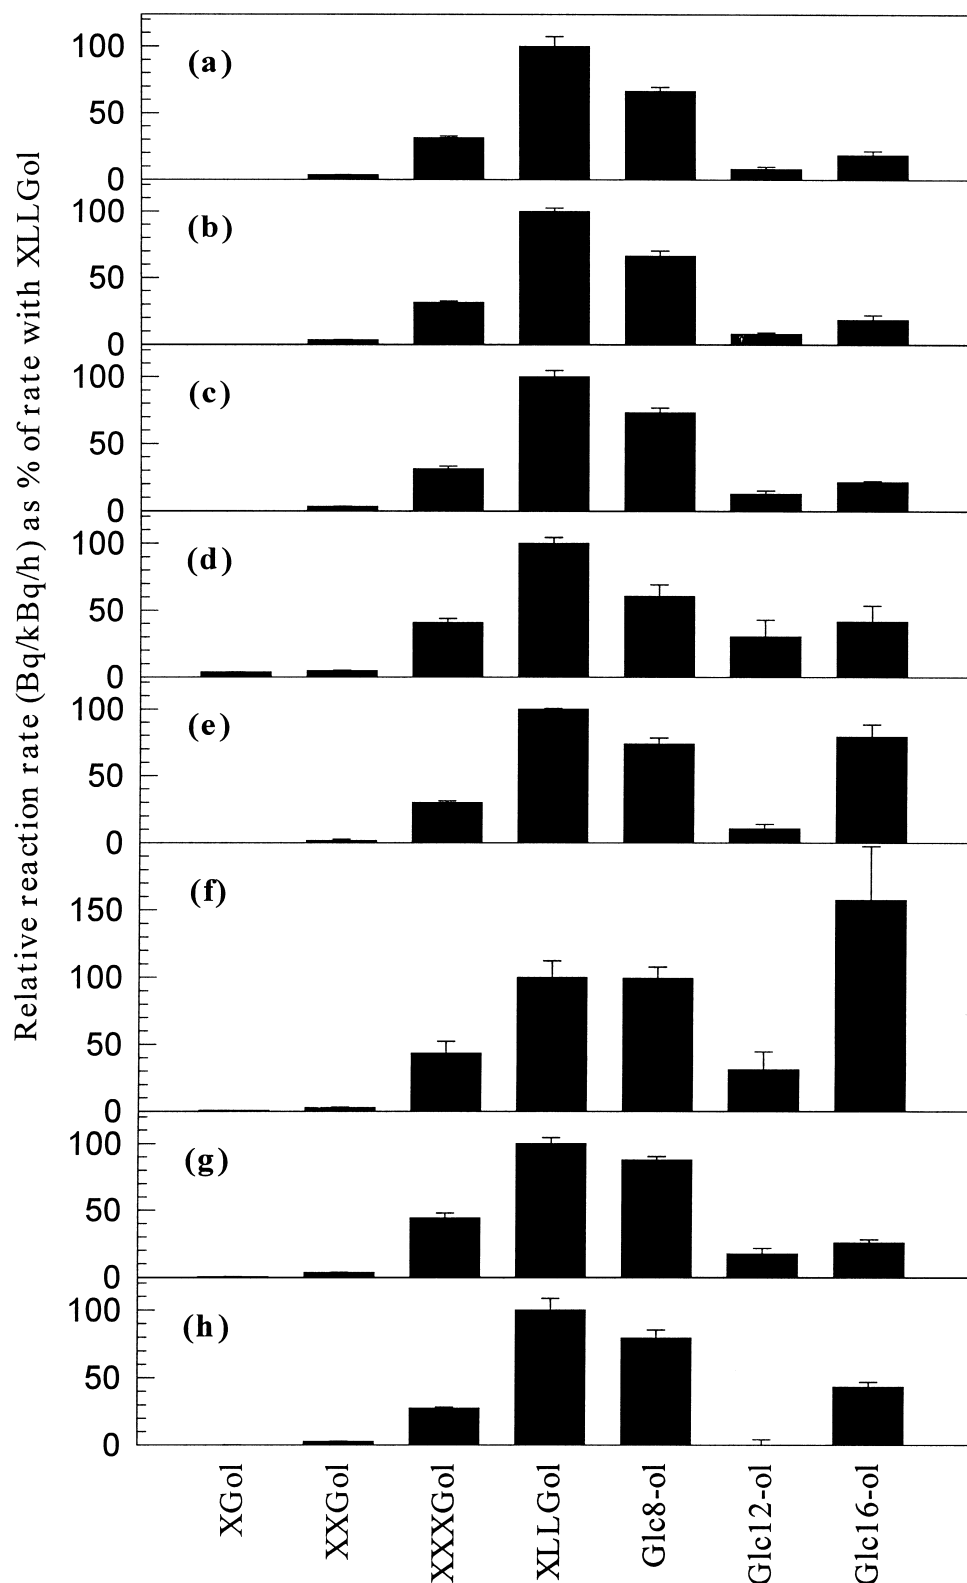 Relative reaction rate (Bq/kBq/h) as % of rate with XLLGol
(a)
100
50
0
(b)
100
50
0
(c)
100
50
0
(d)
100
50
0
(e)
100
50
0
(f)
150
100
50
0
(g)
100
50
0
(h)
100
50
0
XGol
XXGol
XXXGol
XLLGol
Glc8-ol
Glc12-ol
Glc16-ol